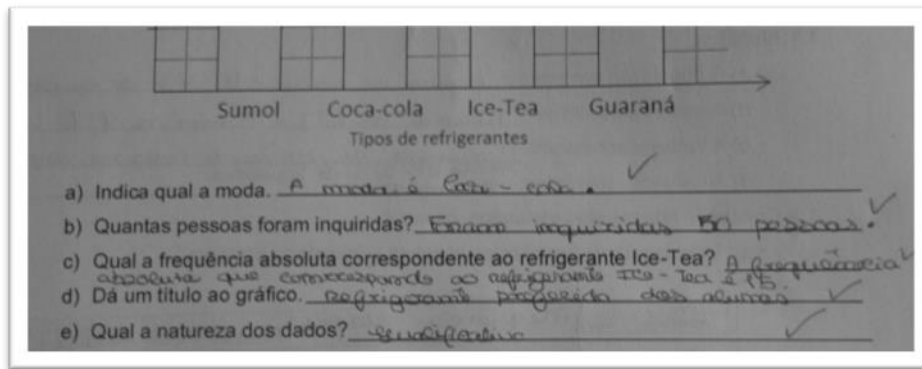 Sumol Coca-cola Ice-Tea Guaraná
Tipos de refrigerantes
a) Indica qual a moda. A moda é Coca-cola.
b) Quantas pessoas foram inquiridas? Foram inquiridas 50 pessoas.
c) Qual a frequência absoluta correspondente ao refrigerante Ice-Tea? A frequência
absoluta que corresponde ao refrigerante Ice-Tea é 15.
d) Dá um título ao gráfico. Refrigerante preferido dos alunos
e) Qual a natureza dos dados? Qualitativa